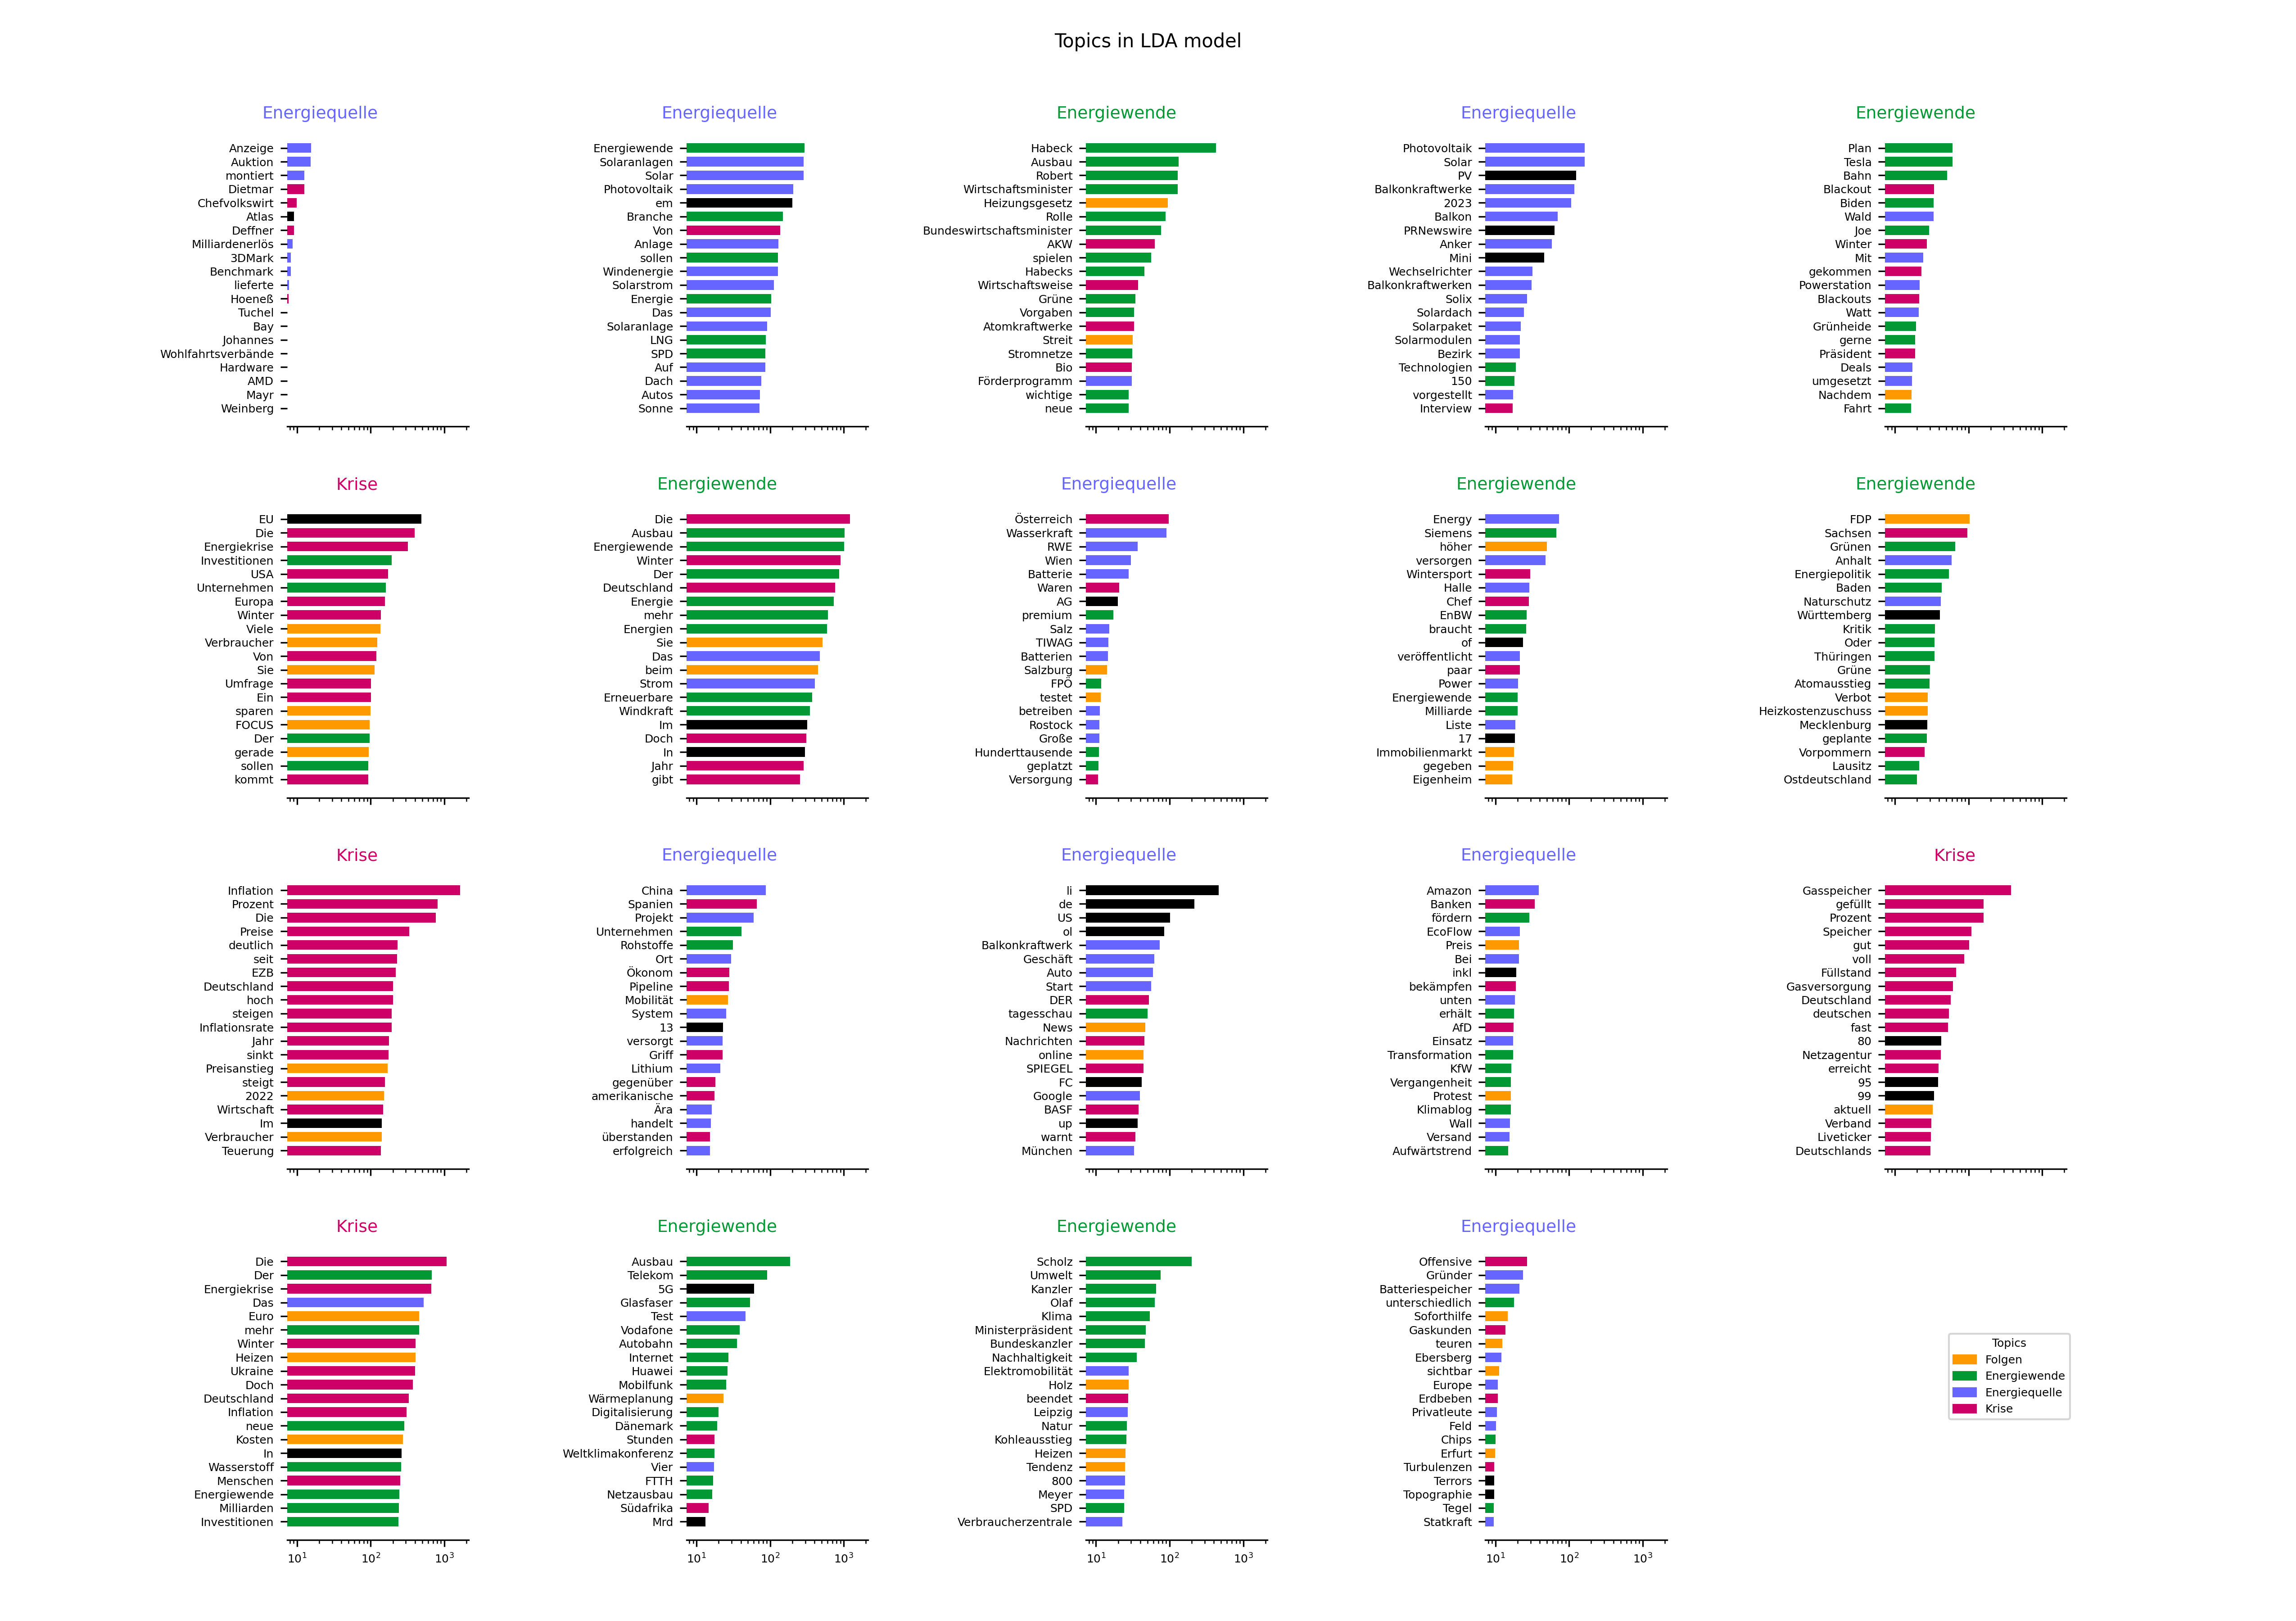 Topics in LDA model
Energiequelle
Anzeige
Auktion
montiert
Dietmar
Chefvolkswirt
Atlas
Deffner
Milliardenerlös
3DMark
Benchmark
lieferte
Hoeneß
Tuchel
Bay
Johannes
Wohlfahrtsverbände
Hardware
AMD
Mayr
Weinberg
Energiequelle
Energiewende
Solaranlagen
Solar
Photovoltaik
em
Branche
Von
Anlage
sollen
Windenergie
Solarstrom
Energie
Das
Solaranlage
LNG
SPD
Auf
Dach
Autos
Sonne
Energiewende
Habeck
Ausbau
Robert
Wirtschaftsminister
Heizungsgesetz
Rolle
Bundeswirtschaftsminister
AKW
spielen
Habecks
Wirtschaftsweise
Grüne
Vorgaben
Atomkraftwerke
Streit
Stromnetze
Bio
Förderprogramm
wichtige
neue
Energiequelle
Photovoltaik
Solar
PV
Balkonkraftwerke
2023
Balkon
PRNewswire
Anker
Mini
Wechselrichter
Balkonkraftwerken
Solix
Solardach
Solarpaket
Solarmodulen
Bezirk
Technologien
150
vorgestellt
Interview
Energiewende
Plan
Tesla
Bahn
Blackout
Biden
Wald
Joe
Winter
Mit
gekommen
Powerstation
Blackouts
Watt
Grünheide
gerne
Präsident
Deals
umgesetzt
Nachdem
Fahrt
Krise
EU
Die
Energiekrise
Investitionen
USA
Unternehmen
Europa
Winter
Viele
Verbraucher
Von
Sie
Umfrage
Ein
sparen
FOCUS
Der
gerade
sollen
kommt
Energiewende
Die
Ausbau
Energiewende
Winter
Der
Deutschland
Energie
mehr
Energien
Sie
Das
beim
Strom
Erneuerbare
Windkraft
Im
Doch
In
Jahr
gibt
Energiequelle
Österreich
Wasserkraft
RWE
Wien
Batterie
Waren
AG
premium
Salz
TIWAG
Batterien
Salzburg
FPÖ
testet
betreiben
Rostock
Große
Hunderttausende
geplatzt
Versorgung
Energiewende
Energy
Siemens
höher
versorgen
Wintersport
Halle
Chef
EnBW
braucht
of
veröffentlicht
paar
Power
Energiewende
Milliarde
Liste
17
Immobilienmarkt
gegeben
Eigenheim
Energiewende
FDP
Sachsen
Grünen
Anhalt
Energiepolitik
Baden
Naturschutz
Württemberg
Kritik
Oder
Thüringen
Grüne
Atomausstieg
Verbot
Heizkostenzuschuss
Mecklenburg
geplante
Vorpommern
Lausitz
Ostdeutschland
Krise
Inflation
Prozent
Die
Preise
deutlich
seit
EZB
Deutschland
hoch
steigen
Inflationsrate
Jahr
sinkt
Preisanstieg
steigt
2022
Wirtschaft
Im
Verbraucher
Teuerung
Energiequelle
China
Spanien
Projekt
Unternehmen
Rohstoffe
Ort
Ökonom
Pipeline
Mobilität
System
13
versorgt
Griff
Lithium
gegenüber
amerikanische
Ära
handelt
überstanden
erfolgreich
Energiequelle
li
de
US
ol
Balkonkraftwerk
Geschäft
Auto
Start
DER
tagesschau
News
Nachrichten
online
SPIEGEL
FC
Google
BASF
up
warnt
München
Energiequelle
Amazon
Banken
fördern
EcoFlow
Preis
Bei
inkl
bekämpfen
unten
erhält
AfD
Einsatz
Transformation
KfW
Vergangenheit
Protest
Klimablog
Wall
Versand
Aufwärtstrend
Krise
Gasspeicher
gefüllt
Prozent
Speicher
gut
voll
Füllstand
Gasversorgung
Deutschland
deutschen
fast
80
Netzagentur
erreicht
95
99
aktuell
Verband
Liveticker
Deutschlands
Krise
Die
Der
Energiekrise
Das
Euro
mehr
Winter
Heizen
Ukraine
Doch
Deutschland
Inflation
neue
Kosten
In
Wasserstoff
Menschen
Energiewende
Milliarden
Investitionen
10¹ 10² 10³
Energiewende
Ausbau
Telekom
5G
Glasfaser
Test
Vodafone
Autobahn
Internet
Huawei
Mobilfunk
Wärmeplanung
Digitalisierung
Dänemark
Stunden
Weltklimakonferenz
Vier
FTTH
Netzausbau
Südafrika
Mrd
10¹ 10² 10³
Energiewende
Scholz
Umwelt
Kanzler
Olaf
Klima
Ministerpräsident
Bundeskanzler
Nachhaltigkeit
Elektromobilität
Holz
beendet
Leipzig
Natur
Kohleausstieg
Heizen
Tendenz
800
Meyer
SPD
Verbraucherzentrale
10¹ 10² 10³
Energiequelle
Offensive
Gründer
Batteriespeicher
unterschiedlich
Soforthilfe
Gaskunden
teuren
Ebersberg
sichtbar
Europe
Erdbeben
Privatleute
Feld
Chips
Erfurt
Turbulenzen
Terrors
Topographie
Tegel
Statkraft
10¹ 10² 10³
Topics
Folgen
Energiewende
Energiequelle
Krise